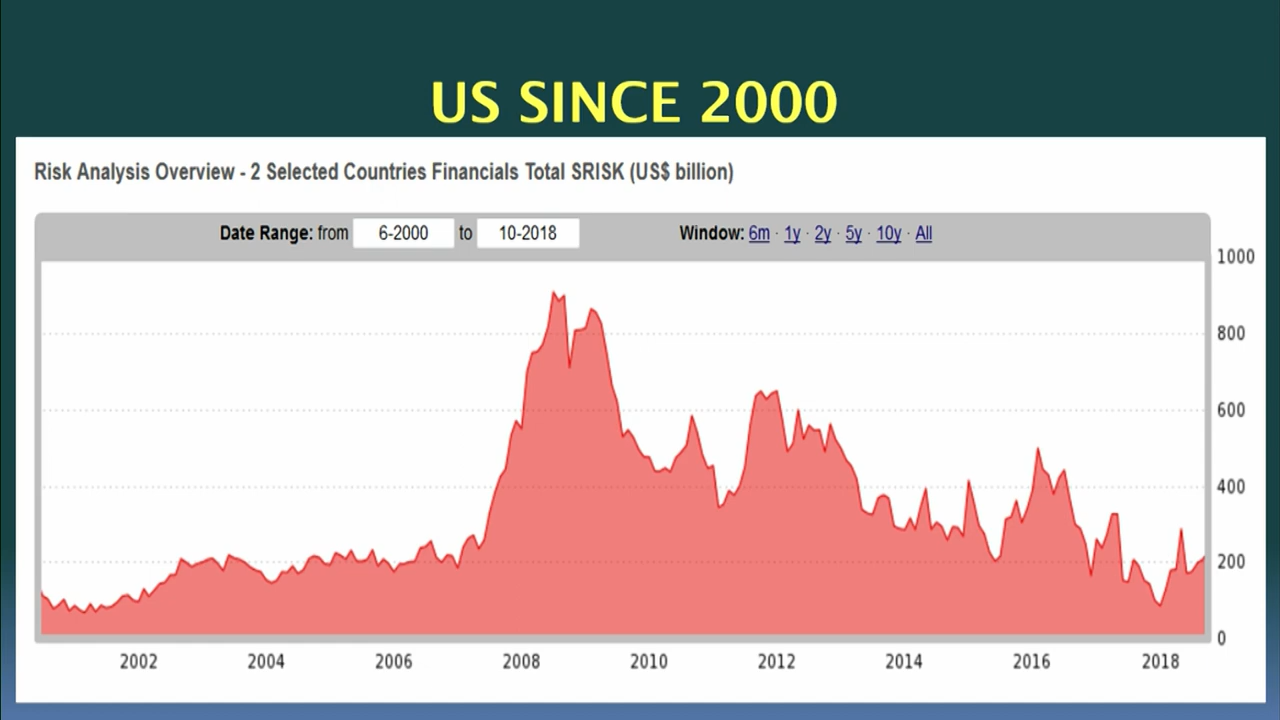 US SINCE 2000
Risk Analysis Overview - 2 Selected Countries Financials Total SRISK (US$ billion)
Date Range: from 6-2000 to 10-2018 Window: 6m · 1y · 2y · 5y · 10y · All
1000
800
600
400
200
0
2002 2004 2006 2008 2010 2012 2014 2016 2018